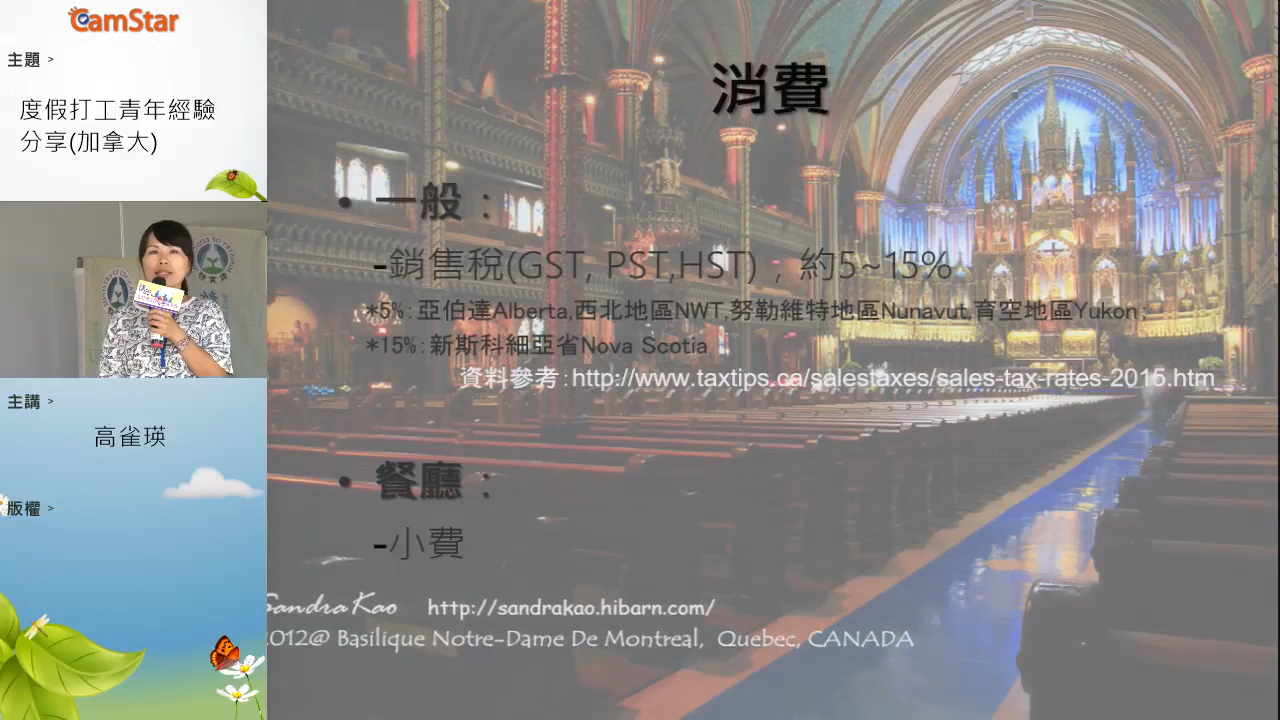 CamStar
主題 >
度假打工青年經驗
分享(加拿大)
主講 >
高雀瑛
版權 >
消費
• 一般：
-銷售稅(GST, PST,HST)，約5~15%
*5%:亞伯達Alberta,西北地區NWT,努勒維特地區Nunavut,育空地區Yukon;
*15%:新斯科細亞省Nova Scotia
資料參考:http://www.taxtips.ca/salestaxes/sales-tax-rates-2015.htm
• 餐廳：
-小費
Sandra Kao http://sandrakao.hibarn.com/
2012@ Basilique Notre-Dame De Montreal, Quebec, CANADA